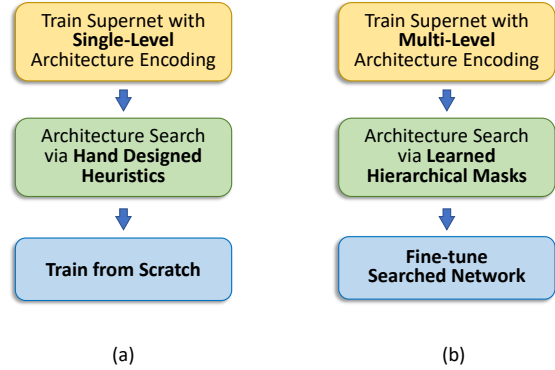 Train Supernet with
Single-Level
Architecture Encoding
Architecture Search
via Hand Designed
Heuristics
Train from Scratch
(a)
Train Supernet with
Multi-Level
Architecture Encoding
Architecture Search
via Learned
Hierarchical Masks
Fine-tune
Searched Network
(b)